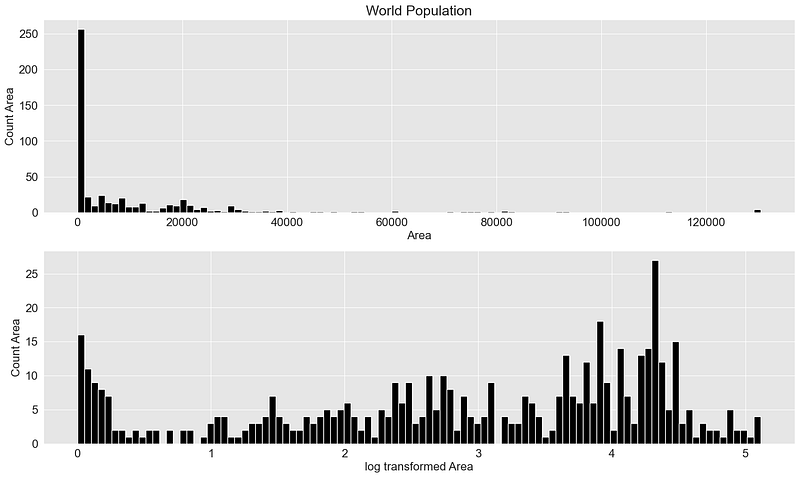 World Population
250
200
150
100
50
0
Count Area
0 20000 40000 60000 80000 100000 120000
Area
25
20
15
10
5
0
Count Area
0 1 2 3 4 5
log transformed Area